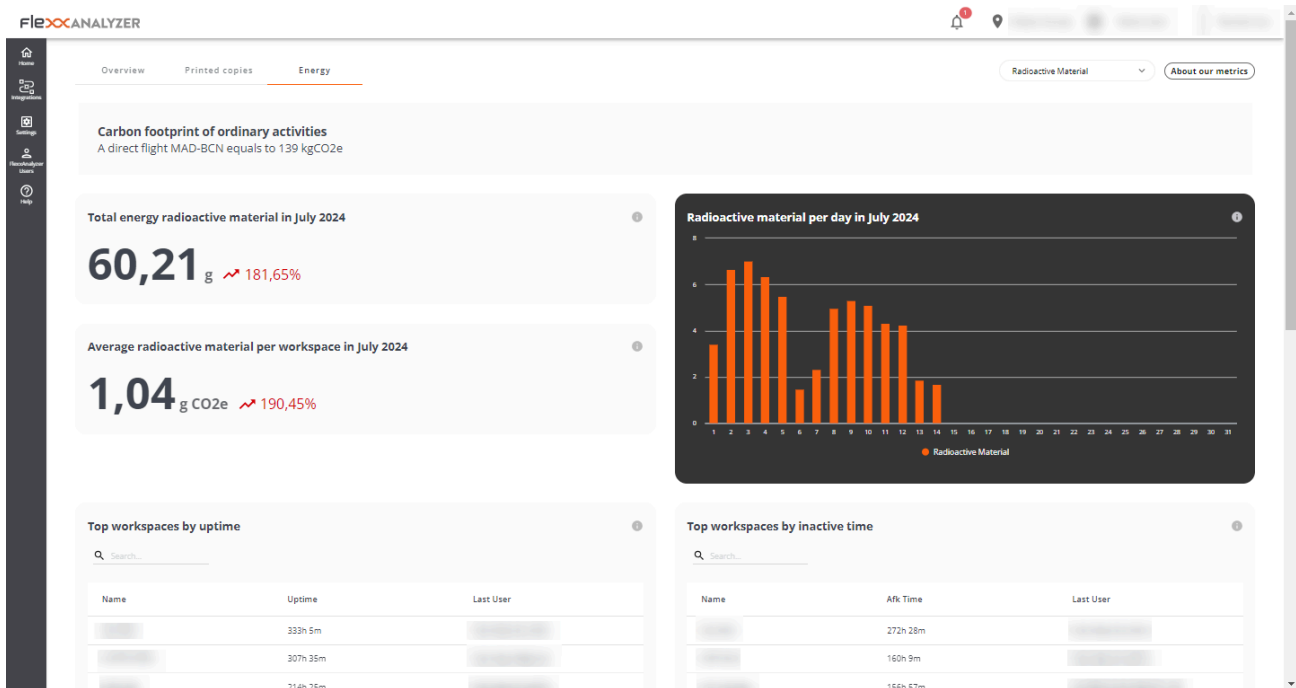 FlexxANALYZER
1
Home
Integrations
Settings
FlexxAnalyzer
Users
Help
Overview Printed copies Energy
Radioactive Material
About our metrics
Carbon footprint of ordinary activities
A direct flight MAD-BCN equals to 139 kgCO2e
Total energy radioactive material in July 2024
60,21 g 181,65%
Average radioactive material per workspace in July 2024
1,04 g CO2e 190,45%
Radioactive material per day in July 2024
8
6
4
2
0
1 2 3 4 5 6 7 8 9 10 11 12 13 14 15 16 17 18 19 20 21 22 23 24 25 26 27 28 29 30 31
Radioactive Material
Top workspaces by uptime
Search...
Name Uptime Last User
333h 5m
307h 35m
214h 25m
Top workspaces by inactive time
Search...
Name Afk Time Last User
272h 28m
160h 9m
156h 57m